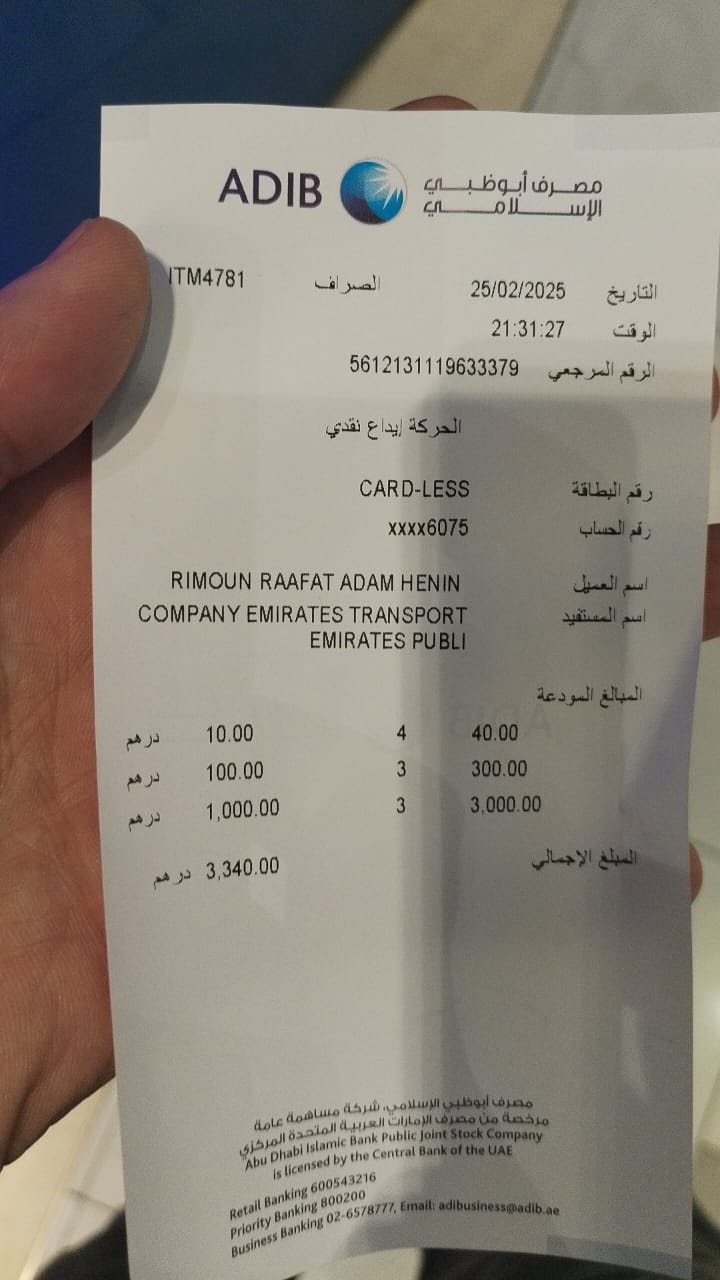 ADIB مصرف أبوظبي
الإسلامي
التاريخ 25/02/2025 الصراف ITM4781
الوقت 21:31:27
الرقم المرجعي 5612131119633379
الحركة إيداع نقدي
رقم البطاقة CARD-LESS
رقم الحساب xxxx6075
اسم العميل RIMOUN RAAFAT ADAM HENIN
اسم المستفيد COMPANY EMIRATES TRANSPORT
EMIRATES PUBLI
المبالغ المودعة
40.00 4 10.00 درهم
300.00 3 100.00 درهم
3,000.00 3 1,000.00 درهم
المبلغ الإجمالي 3,340.00 درهم
مصرف أبوظبي الإسلامي، شركة مساهمة عامة
مرخصة من مصرف الإمارات العربية المتحدة المركزي
Abu Dhabi Islamic Bank Public Joint Stock Company
is licensed by the Central Bank of the UAE
Retail Banking 600543216
Priority Banking 800200
Business Banking 02-6578777, Email: adibusiness@adib.ae